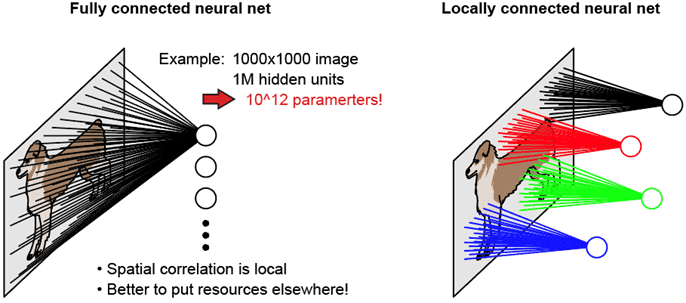 Fully connected neural net
Example: 1000x1000 image
1M hidden units
10^12 paramerters!
• Spatial correlation is local
• Better to put resources elsewhere!
Locally connected neural net